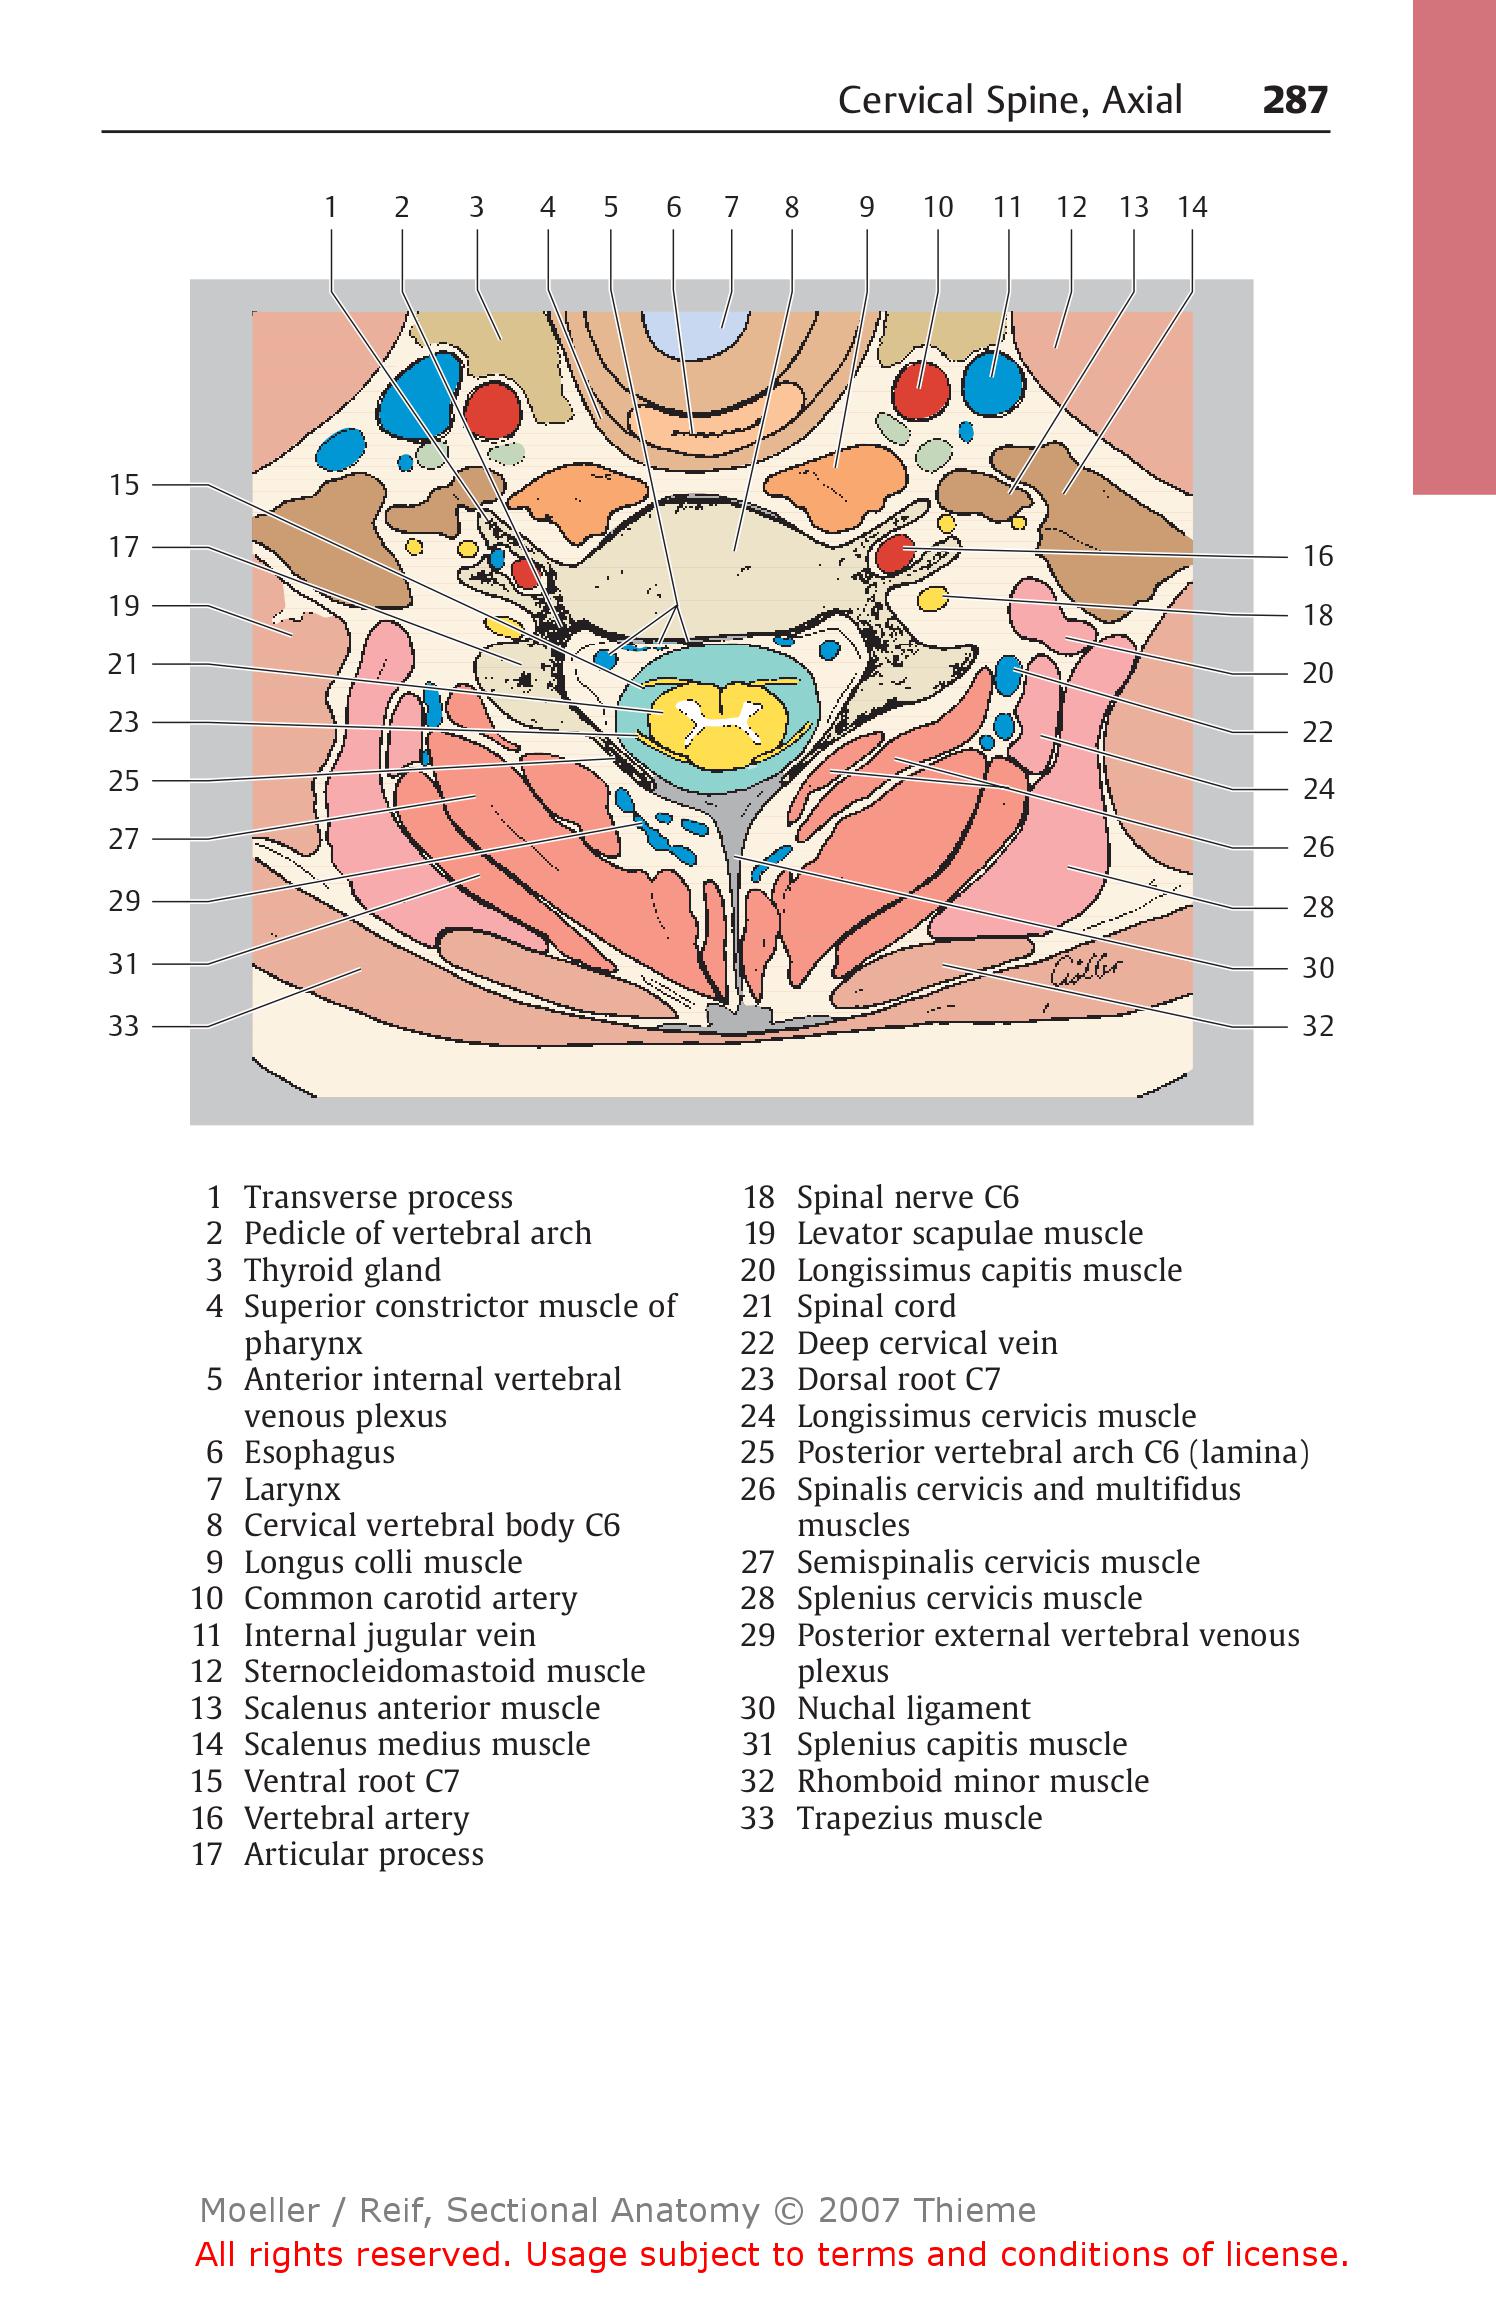 Cervical Spine, Axial 287
1 2 3 4 5 6 7 8 9 10 11 12 13 14
15
17
19
21
23
25
27
29
31
33
16
18
20
22
24
26
28
30
32
1 Transverse process
2 Pedicle of vertebral arch
3 Thyroid gland
4 Superior constrictor muscle of
pharynx
5 Anterior internal vertebral
venous plexus
6 Esophagus
7 Larynx
8 Cervical vertebral body C6
9 Longus colli muscle
10 Common carotid artery
11 Internal jugular vein
12 Sternocleidomastoid muscle
13 Scalenus anterior muscle
14 Scalenus medius muscle
15 Ventral root C7
16 Vertebral artery
17 Articular process
18 Spinal nerve C6
19 Levator scapulae muscle
20 Longissimus capitis muscle
21 Spinal cord
22 Deep cervical vein
23 Dorsal root C7
24 Longissimus cervicis muscle
25 Posterior vertebral arch C6 (lamina)
26 Spinalis cervicis and multifidus
muscles
27 Semispinalis cervicis muscle
28 Splenius cervicis muscle
29 Posterior external vertebral venous
plexus
30 Nuchal ligament
31 Splenius capitis muscle
32 Rhomboid minor muscle
33 Trapezius muscle
Moeller / Reif, Sectional Anatomy © 2007 Thieme
All rights reserved. Usage subject to terms and conditions of license.